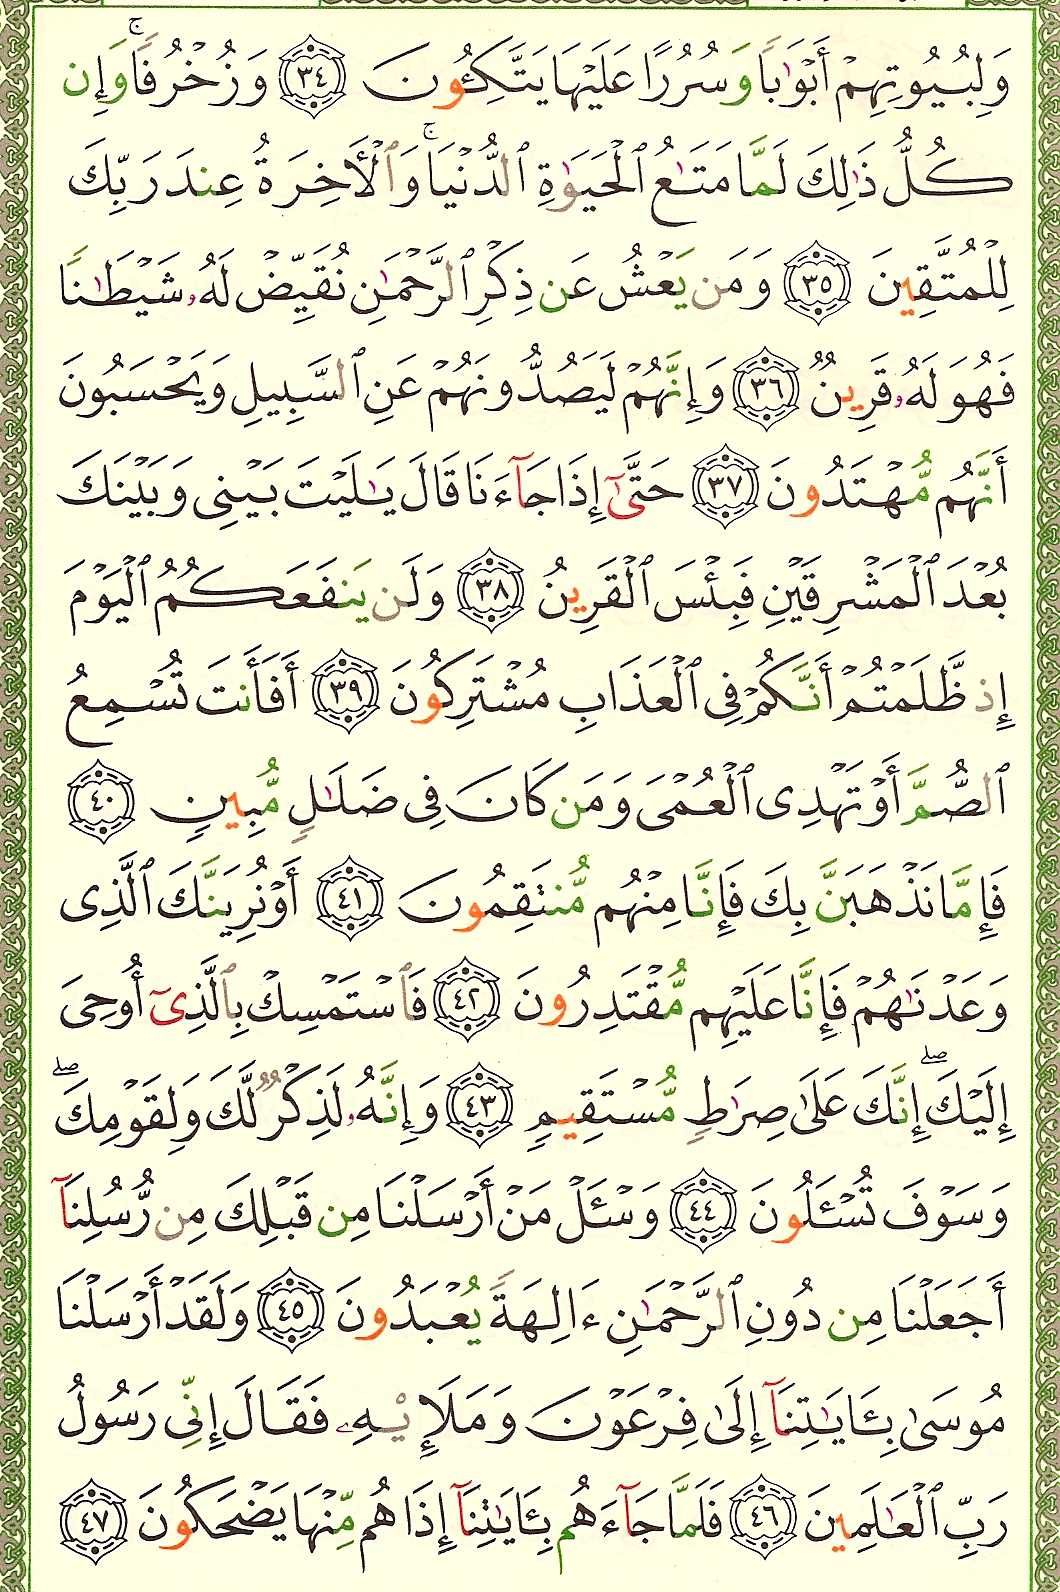 وَلِبُيُوتِهِمْ أَبْوَٰبًا وَسُرُرًا عَلَيْهَا يَتَّكِـُٔونَ ٣٤ وَزُخْرُفًا ۚ وَإِن
كُلُّ ذَٰلِكَ لَمَّا مَتَـٰعُ ٱلْحَيَوٰةِ ٱلدُّنْيَا ۚ وَٱلْـَٔاخِرَةُ عِندَ رَبِّكَ
لِلْمُتَّقِينَ ٣٥ وَمَن يَعْشُ عَن ذِكْرِ ٱلرَّحْمَـٰنِ نُقَيِّضْ لَهُۥ شَيْطَـٰنًا
فَهُوَ لَهُۥ قَرِينٌ ٣٦ وَإِنَّهُمْ لَيَصُدُّونَهُمْ عَنِ ٱلسَّبِيلِ وَيَحْسَبُونَ
أَنَّهُم مُّهْتَدُونَ ٣٧ حَتَّىٰٓ إِذَا جَآءَنَا قَالَ يَـٰلَيْتَ بَيْنِى وَبَيْنَكَ
بُعْدَ ٱلْمَشْرِقَيْنِ فَبِئْسَ ٱلْقَرِينُ ٣٨ وَلَن يَنفَعَكُمُ ٱلْيَوْمَ
إِذ ظَّلَمْتُمْ أَنَّكُمْ فِى ٱلْعَذَابِ مُشْتَرِكُونَ ٣٩ أَفَأَنتَ تُسْمِعُ
ٱلصُّمَّ أَوْ تَهْدِى ٱلْعُمْىَ وَمَن كَانَ فِى ضَلَـٰلٍ مُّبِينٍ ٤٠
فَإِمَّا نَذْهَبَنَّ بِكَ فَإِنَّا مِنْهُم مُّنتَقِمُونَ ٤١ أَوْ نُرِيَنَّكَ ٱلَّذِى
وَعَدْنَـٰهُمْ فَإِنَّا عَلَيْهِم مُّقْتَدِرُونَ ٤٢ فَٱسْتَمْسِكْ بِٱلَّذِىٓ أُوحِىَ
إِلَيْكَ ۖ إِنَّكَ عَلَىٰ صِرَٰطٍ مُّسْتَقِيمٍ ٤٣ وَإِنَّهُۥ لَذِكْرٌ لَّكَ وَلِقَوْمِكَ ۖ
وَسَوْفَ تُسْـَٔلُونَ ٤٤ وَسْـَٔلْ مَنْ أَرْسَلْنَا مِن قَبْلِكَ مِن رُّسُلِنَآ
أَجَعَلْنَا مِن دُونِ ٱلرَّحْمَـٰنِ ءَالِهَةً يُعْبَدُونَ ٤٥ وَلَقَدْ أَرْسَلْنَا
مُوسَىٰ بِـَٔايَـٰتِنَآ إِلَىٰ فِرْعَوْنَ وَمَلَإِي۟هِۦ فَقَالَ إِنِّى رَسُولُ
رَبِّ ٱلْعَـٰلَمِينَ ٤٦ فَلَمَّا جَآءَهُم بِـَٔايَـٰتِنَآ إِذَا هُم مِّنْهَا يَضْحَكُونَ ٤٧